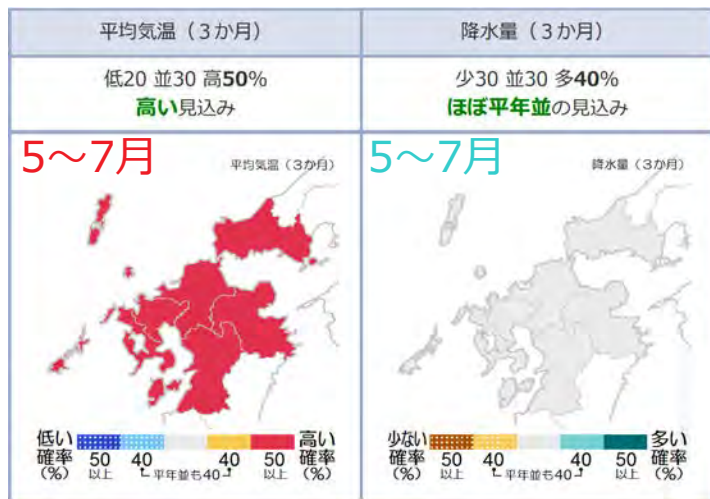 平均気温（３か月）
降水量（３か月）
低20 並30 高50%
高い見込み
少30 並30 多40%
ほぼ平年並の見込み
5～7月
平均気温（3か月）
5～7月
降水量（3か月）
低い
確率
(%)
50
以上
40
平年並も40
40
50
以上
高い
確率
(%)
少ない
確率
(%)
50
以上
40
平年並も40
40
50
以上
多い
確率
(%)